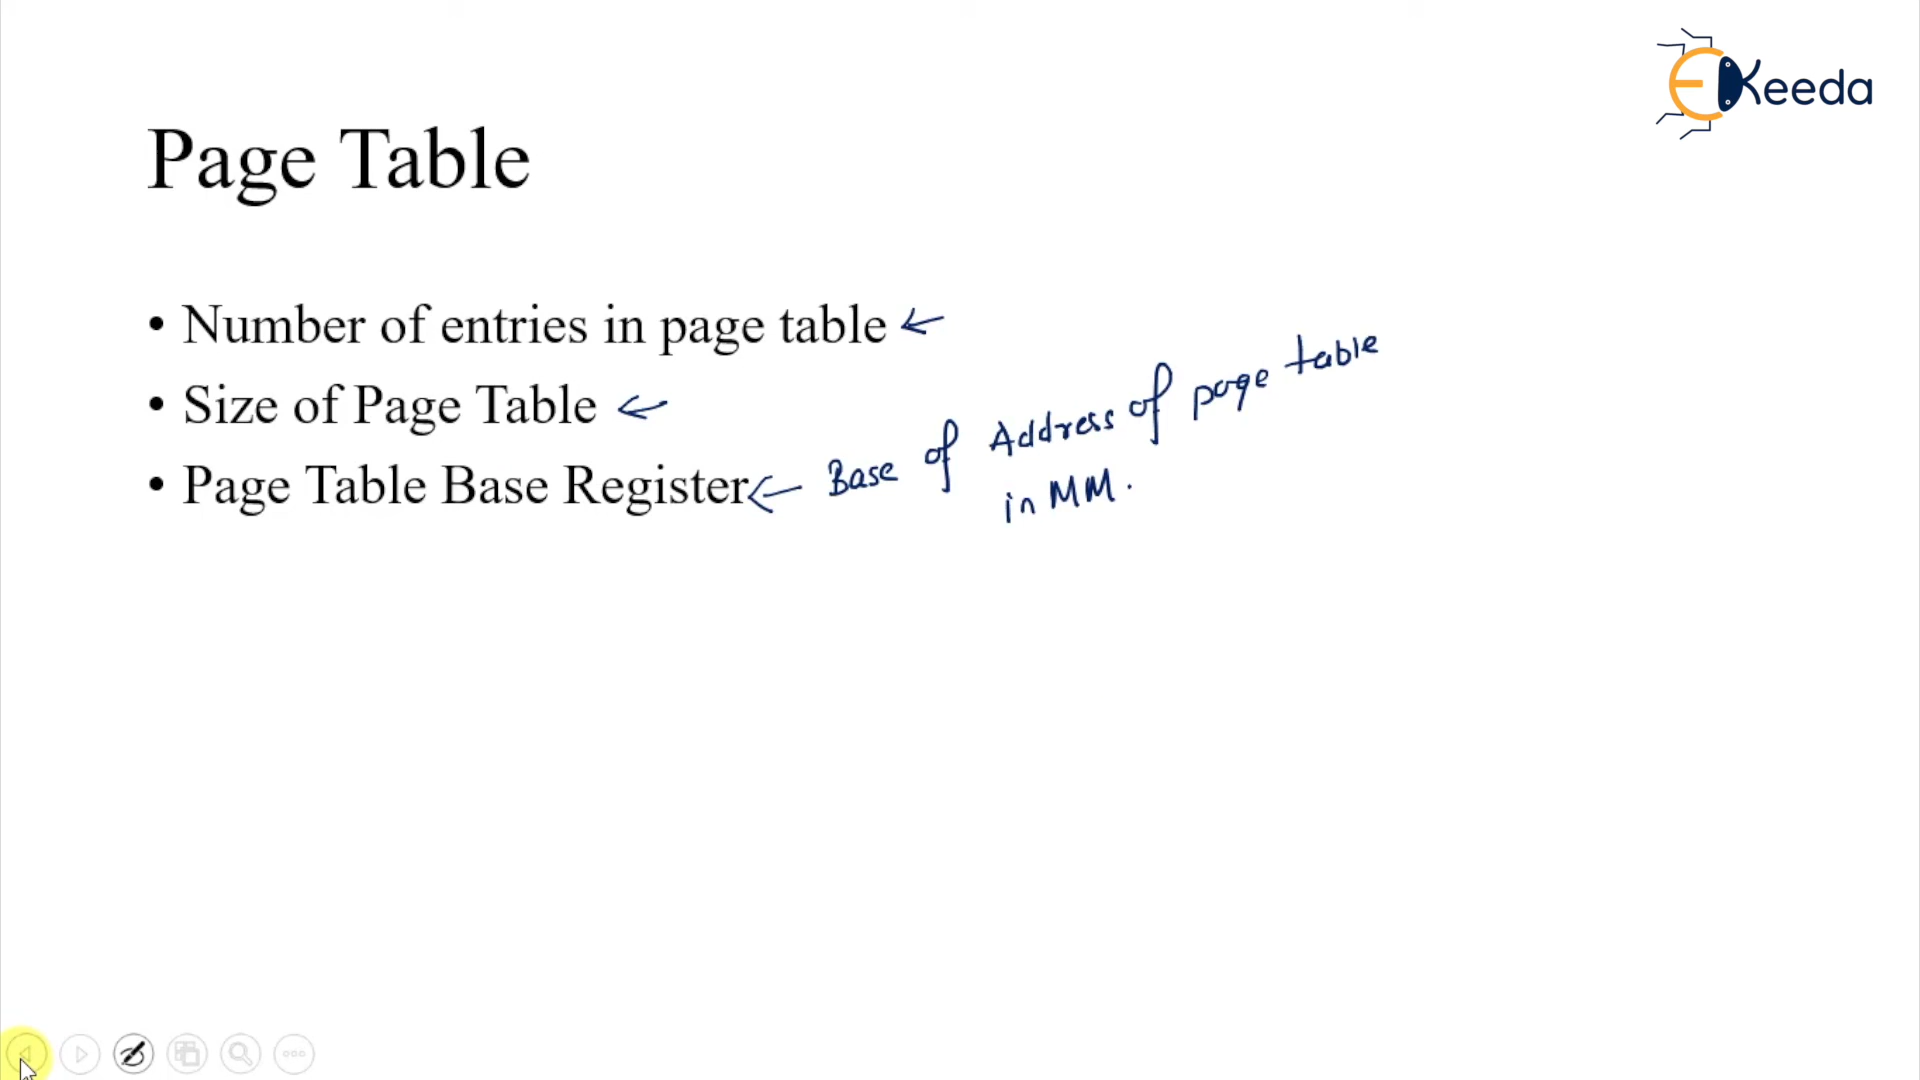 EKeeda
Page Table
• Number of entries in page table ←
• Size of Page Table ←
• Page Table Base Register ← Base of Address of page table
in MM.